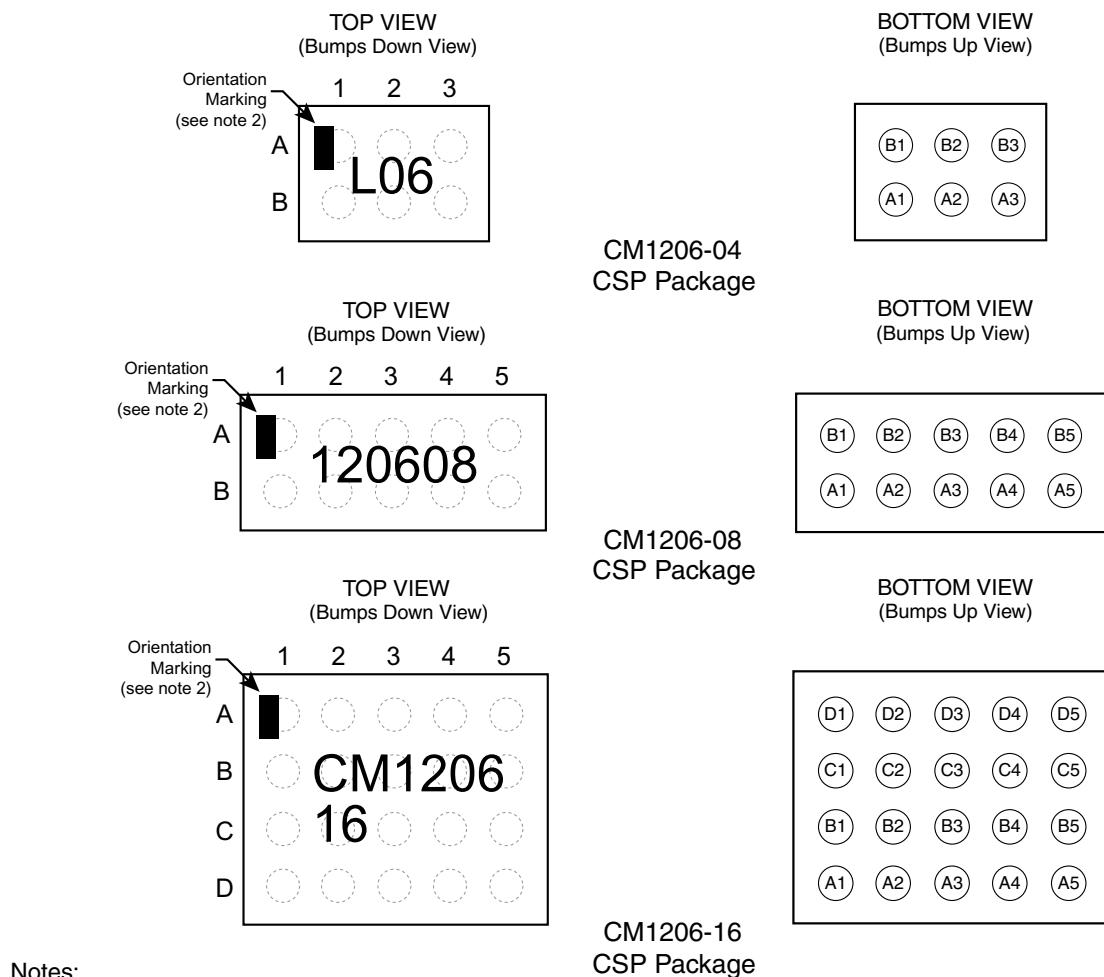 TOP VIEW
(Bumps Down View)
BOTTOM VIEW
(Bumps Up View)
Orientation
Marking
(see note 2)
1 2 3
A
B
L06
B1 B2 B3
A1 A2 A3
CM1206-04
CSP Package
TOP VIEW
(Bumps Down View)
BOTTOM VIEW
(Bumps Up View)
Orientation
Marking
(see note 2)
1 2 3 4 5
A
B
120608
B1 B2 B3 B4 B5
A1 A2 A3 A4 A5
CM1206-08
CSP Package
TOP VIEW
(Bumps Down View)
BOTTOM VIEW
(Bumps Up View)
Orientation
Marking
(see note 2)
1 2 3 4 5
A
B
C
D
CM1206
16
D1 D2 D3 D4 D5
C1 C2 C3 C4 C5
B1 B2 B3 B4 B5
A1 A2 A3 A4 A5
CM1206-16
CSP Package
Notes: